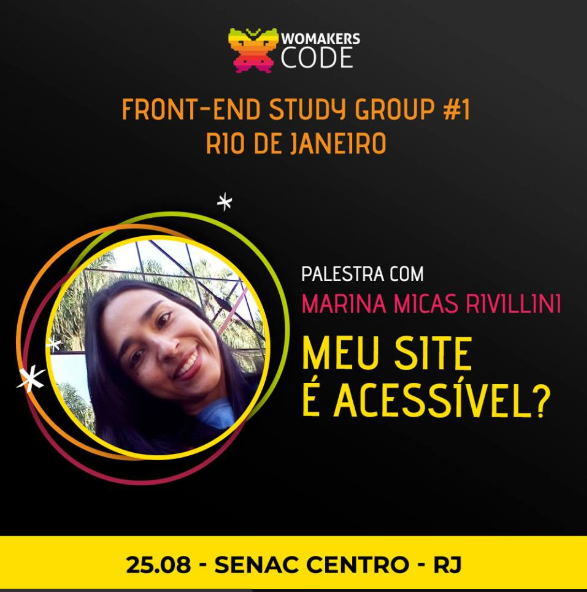 WOMAKERS
CODE
FRONT-END STUDY GROUP #1
RIO DE JANEIRO
PALESTRA COM
MARINA MICAS RIVILLINI
MEU SITE
É ACESSÍVEL?
25.08 - SENAC CENTRO - RJ